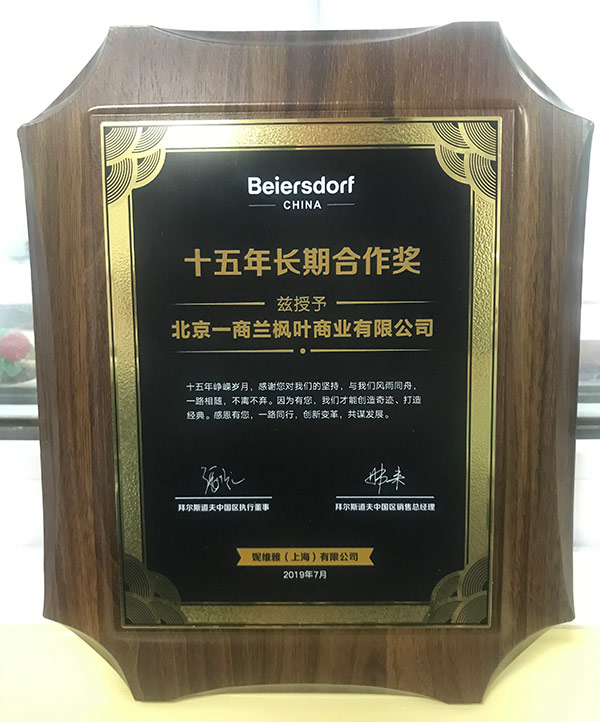 Beiersdorf
CHINA
十五年长期合作奖
兹授予
北京一商兰枫叶商业有限公司
十五年峥嵘岁月，感谢您对我们的坚持，与我们风雨同舟，
一路相随，不离不弃。因为有您，我们才能创造奇迹、打造
经典。感恩有您，一路同行，创新变革，共谋发展。
拜尔斯道夫中国区执行董事
拜尔斯道夫中国区销售总经理
妮维雅（上海）有限公司
2019年7月